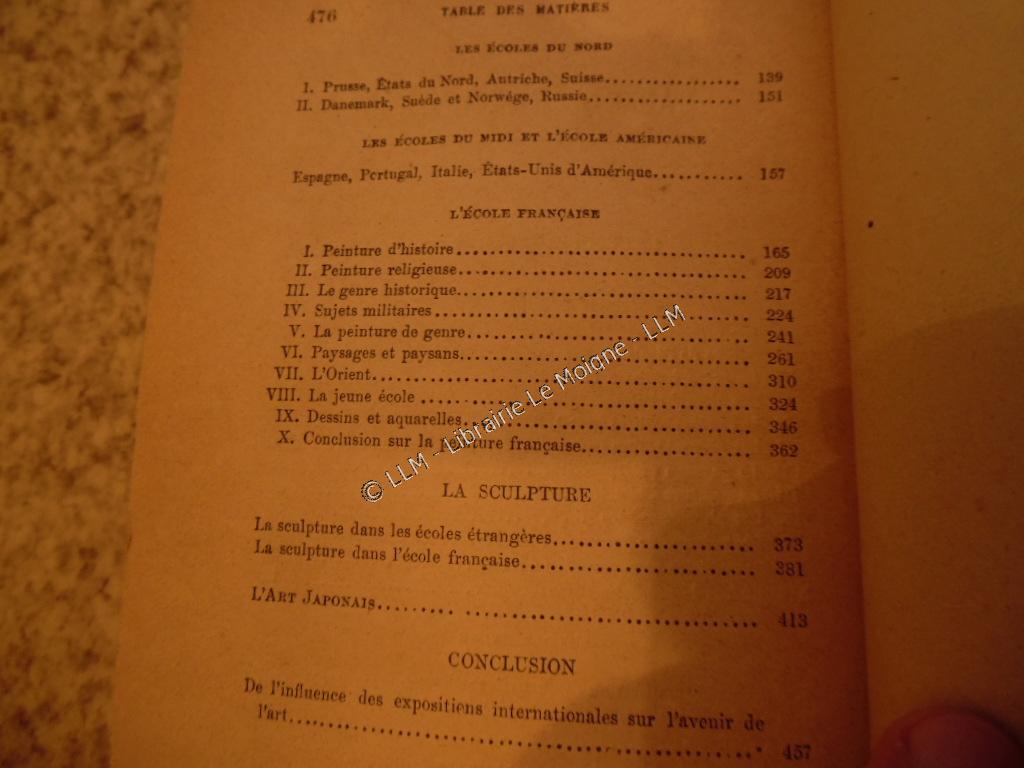 476 TABLE DES MATIÈRES
LES ÉCOLES DU NORD
I. Prusse, États du Nord, Autriche, Suisse................. 139
II. Danemark, Suède et Norwége, Russie................... 151
LES ÉCOLES DU MIDI ET L'ÉCOLE AMÉRICAINE
Espagne, Portugal, Italie, États-Unis d'Amérique........... 157
L'ÉCOLE FRANÇAISE
I. Peinture d'histoire................................... 165
II. Peinture religieuse................................... 209
III. Le genre historique................................... 217
IV. Sujets militaires...................................... 224
V. La peinture de genre.................................. 241
VI. Paysages et paysans................................... 261
VII. L'Orient.............................................. 310
VIII. La jeune école ........................................ 324
IX. Dessins et aquarelles................................... 346
X. Conclusion sur la peinture française..................... 362
LA SCULPTURE
La sculpture dans les écoles étrangères........................ 373
La sculpture dans l'école française............................ 381
L'ART JAPONAIS......... ................................... 413
CONCLUSION
De l'influence des expositions internationales sur l'avenir de
l'art....................................................... 457
© LLM - Librairie Le Moigne - LLM